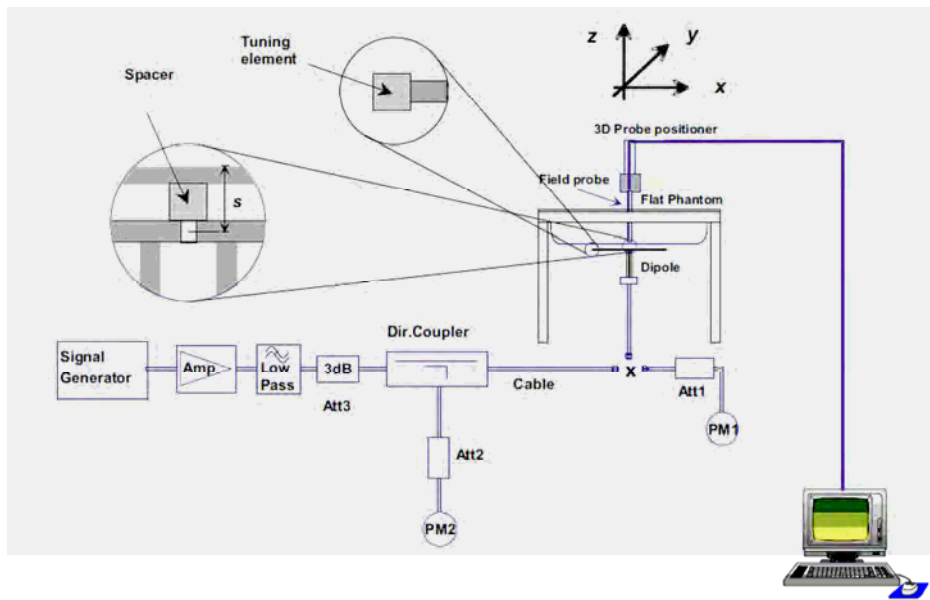 Tuning
element
z
y
x
Spacer
3D Probe positioner
Field probe
Flat Phantom
s
Dipole
Dir.Coupler
Signal
Generator
Amp
Low
Pass
3dB
Att3
Cable
x
Att1
PM1
Att2
PM2